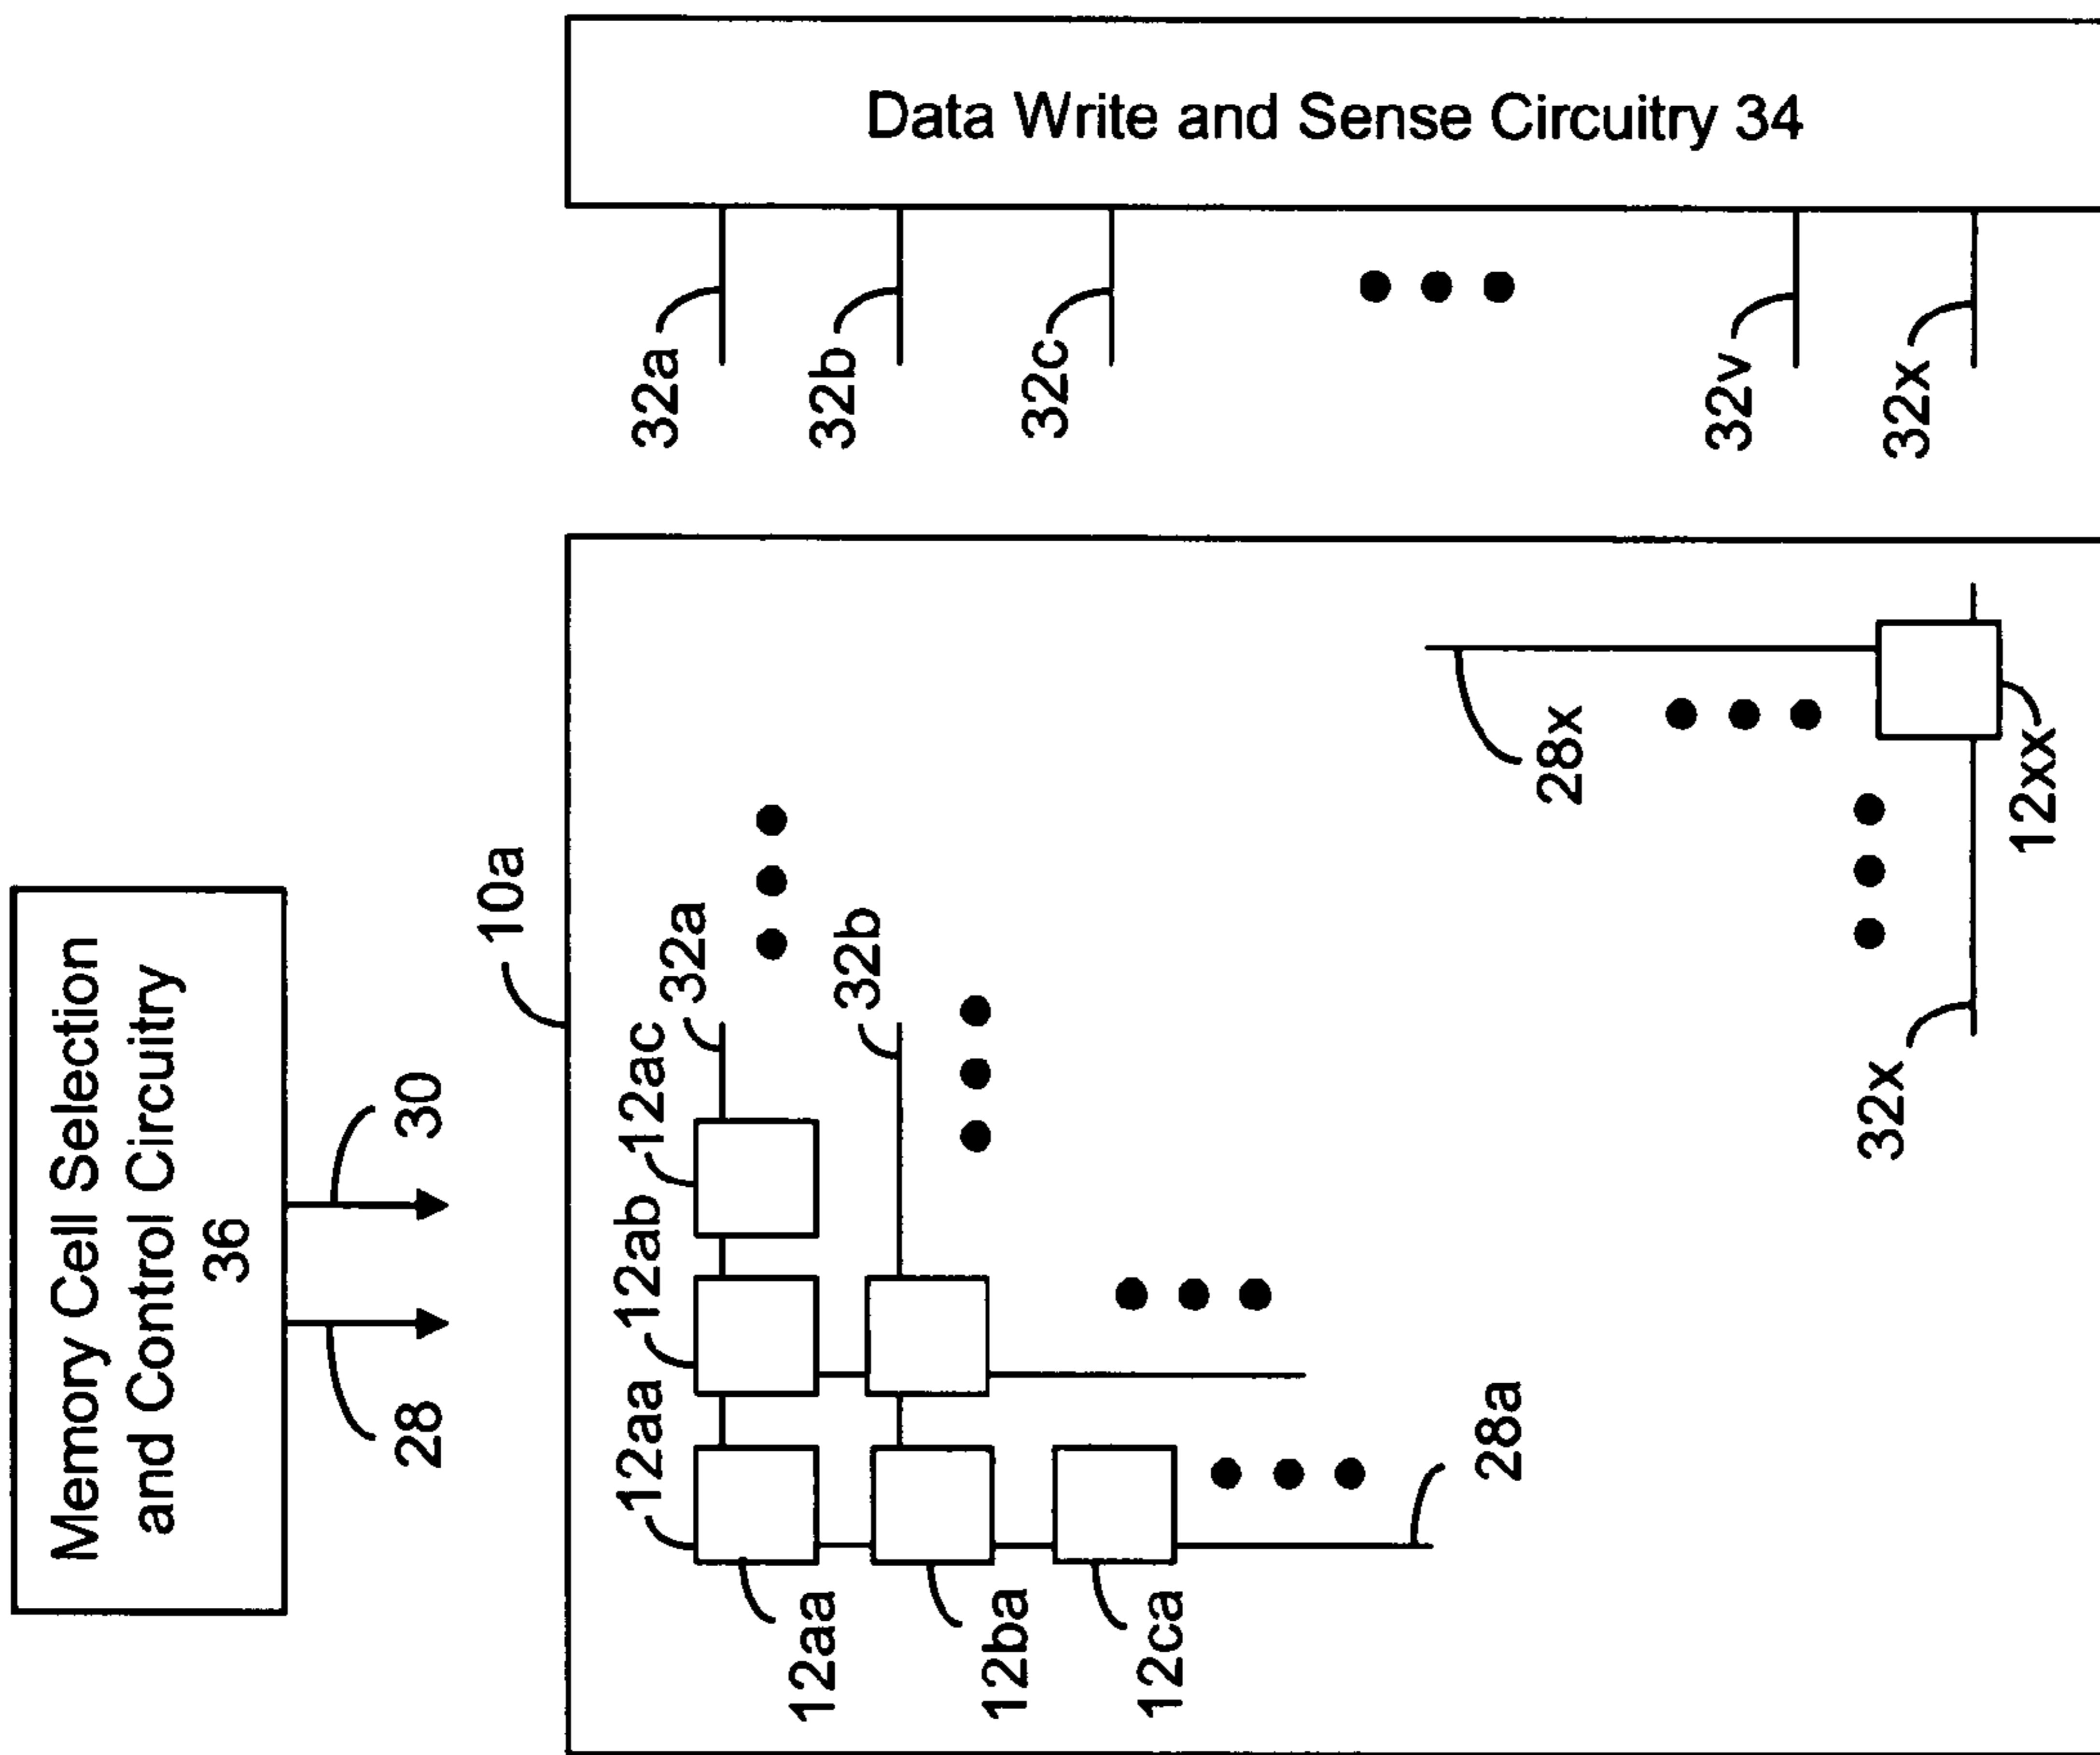 Memory Cell Selection
and Control Circuitry
36
28
30
10a
Data Write and Sense Circuitry 34
32a
32b
32c
32v
32x
12aa
12ab
12ac
32a
32b
12aa
12ba
12ca
28a
28x
32x
12xx